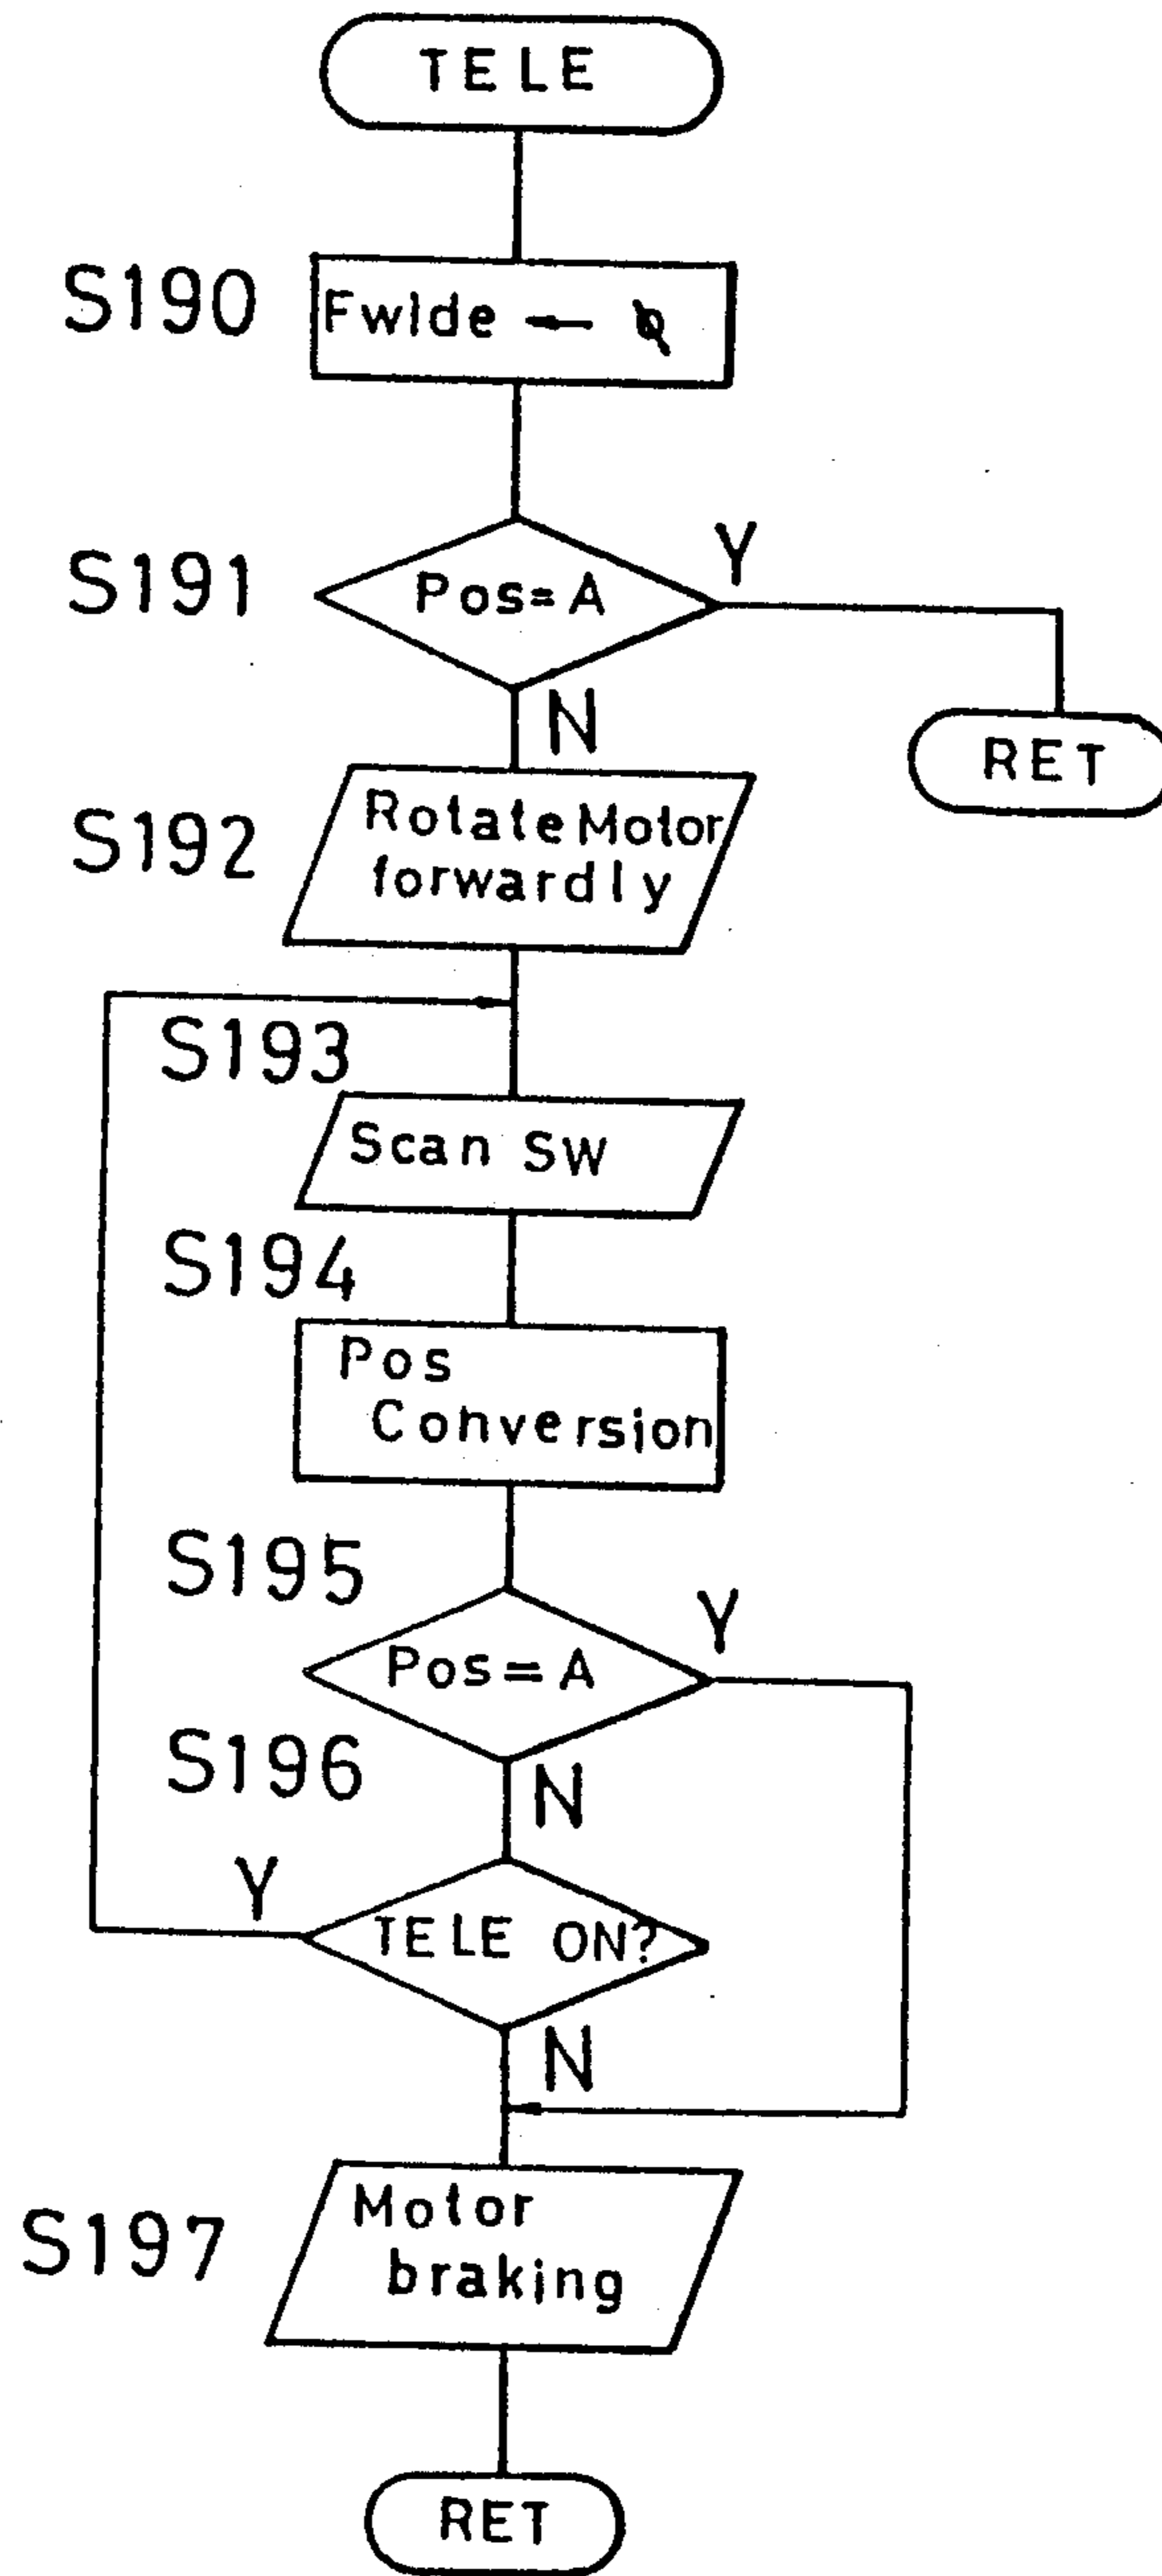 TELE
S190
Fwide ← 0
S191
Pos=A
Y
N
RET
S192
Rotate Motor
forwardly
S193
Scan SW
S194
Pos
Conversion
S195
Pos=A
Y
S196
N
Y
TELE ON?
N
S197
Motor
braking
RET